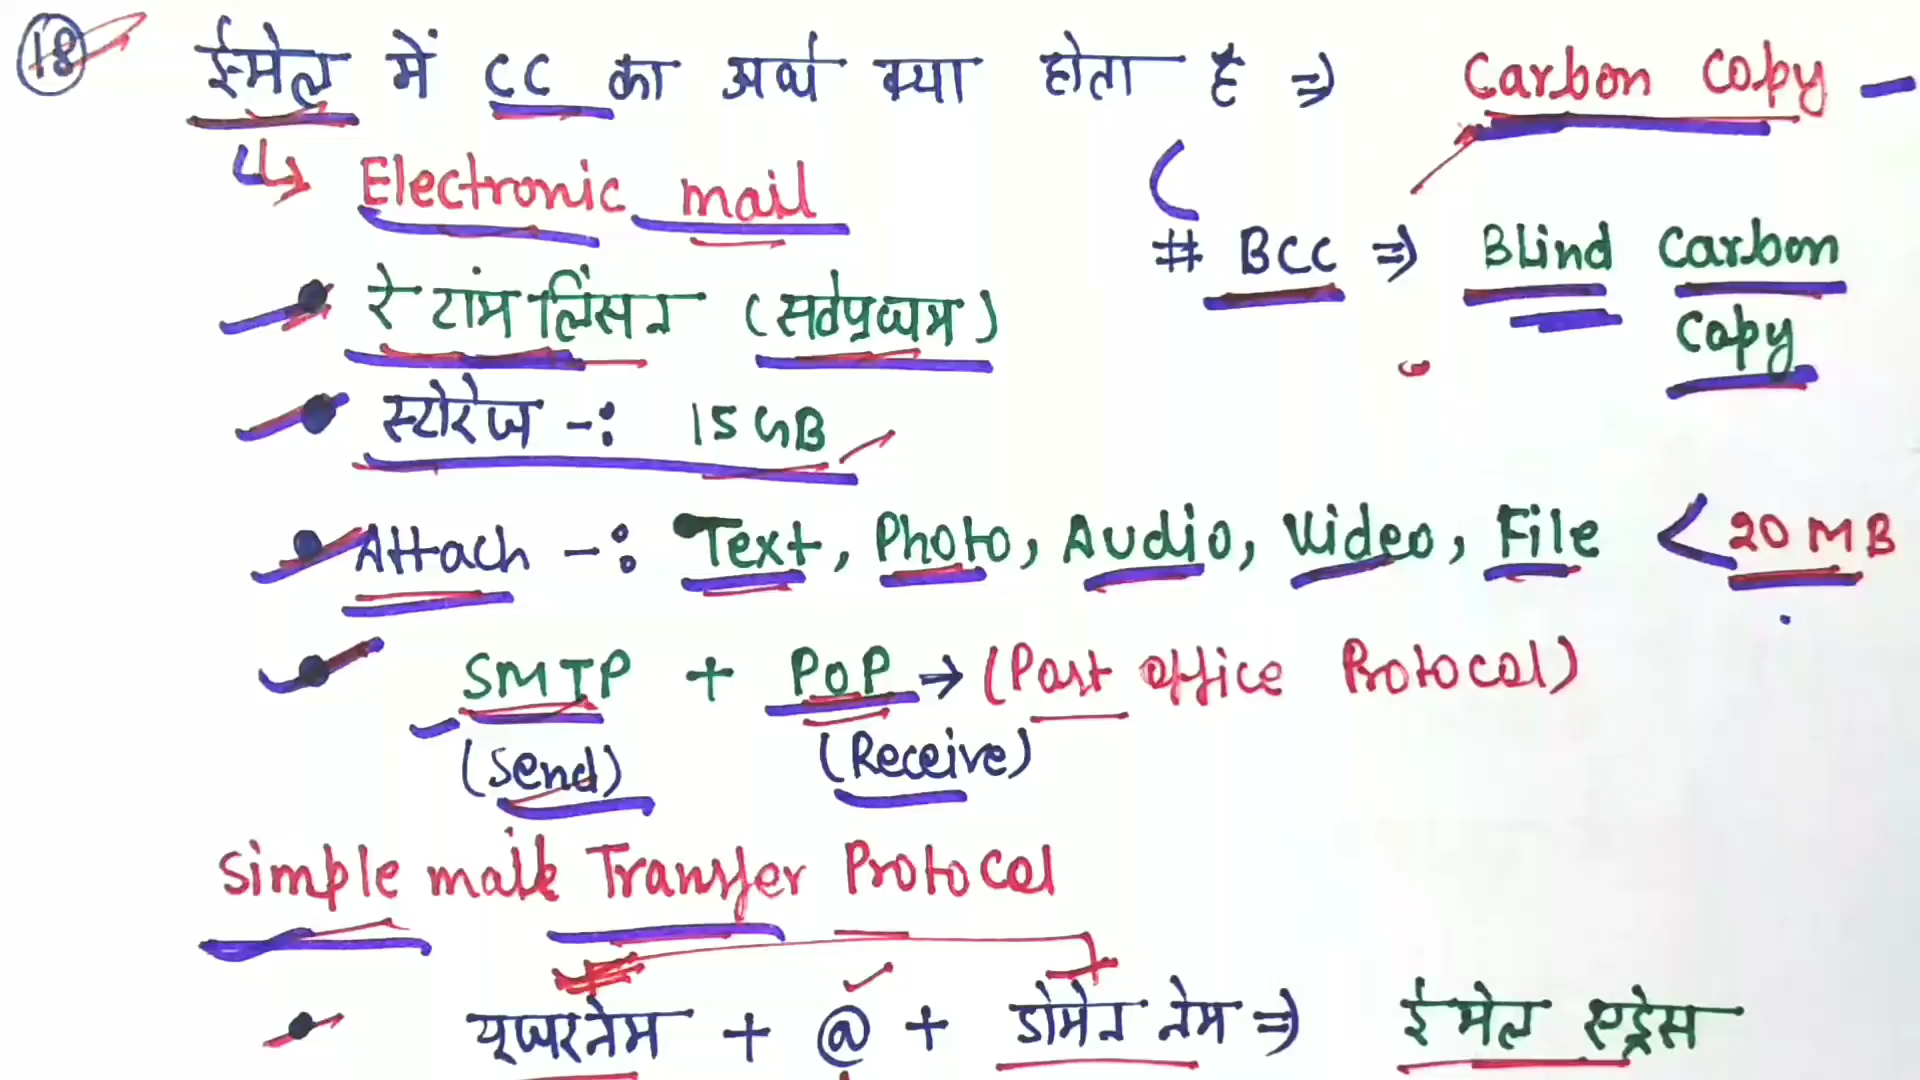 18 ईमेल में CC का अर्थ क्या होता है ⇒ Carbon Copy -
↳ Electronic mail
# BCC ⇒ Blind Carbon Copy
• रे टॉमलिंसन (सर्वप्रथम)
• स्टोरेज -: 15 GB
• Attach -: Text, Photo, Audio, Video, File < 20 MB
• SMTP + POP → (Post office Protocol)
(Send) (Receive)
Simple mail Transfer Protocol
• यूजरनेम + @ + डोमेन नेम ⇒ ईमेल एड्रेस